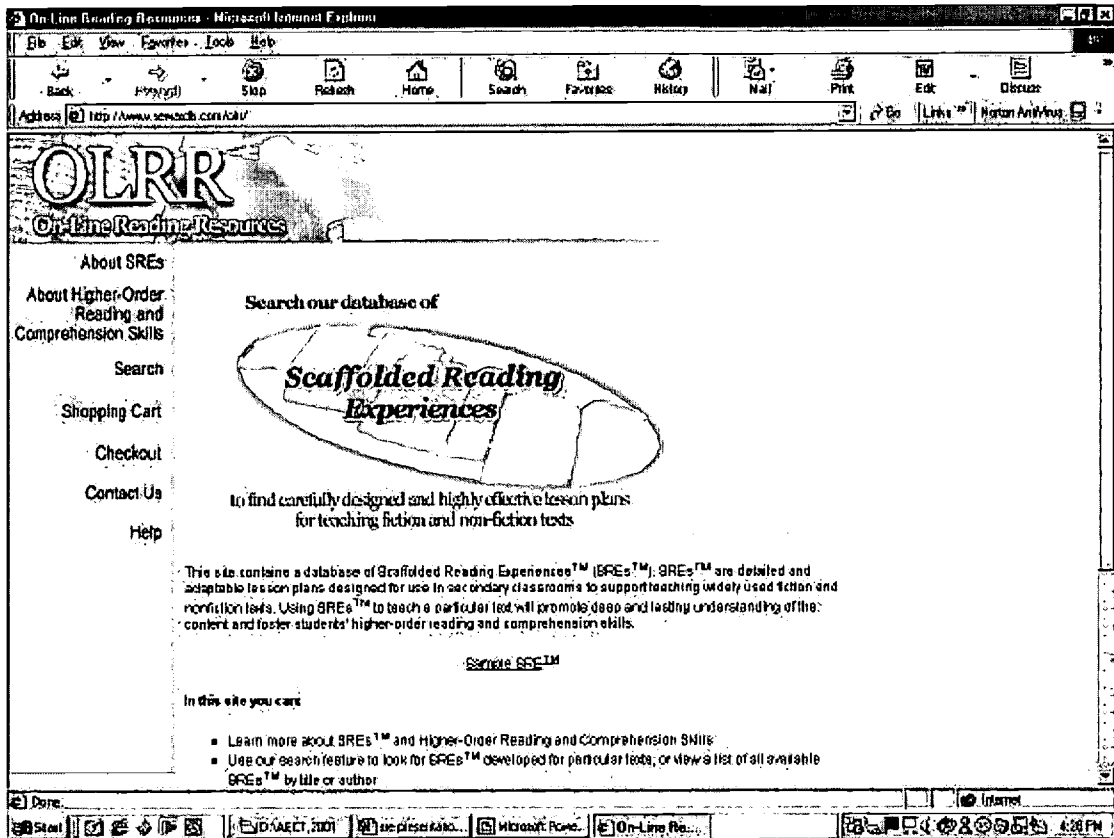 On-Line Reading Resources - Microsoft Internet Explorer
File Edit View Favorites Tools Help
Back Forward Stop Refresh Home Search Favorites History Mail Print Edit Discuss
Address Go Links Norton AntiVirus
OLRR
On-Line Reading Resources
About SREs
About Higher-Order
Reading and
Comprehension Skills
Search
Shopping Cart
Checkout
Contact Us
Help
Search our database of
Scaffolded Reading
Experiences
to find carefully designed and highly effective lesson plans
for teaching fiction and non-fiction texts
This site contains a database of Scaffolded Reading Experiences™ (SREs™). SREs™ are detailed and
adaptable lesson plans designed for use in secondary classrooms to support teaching widely used fiction and
nonfiction texts. Using SREs™ to teach a particular text will promote deep and lasting understanding of the
content and foster students' higher-order reading and comprehension skills.
Sample SRE™
In this site you can:
Learn more about SREs™ and Higher-Order Reading and Comprehension Skills
Use our search feature to look for SREs™ developed for particular texts; or view a list of all available
SREs™ by title or author
Done Internet
Start On-Line Re... 4:28 PM